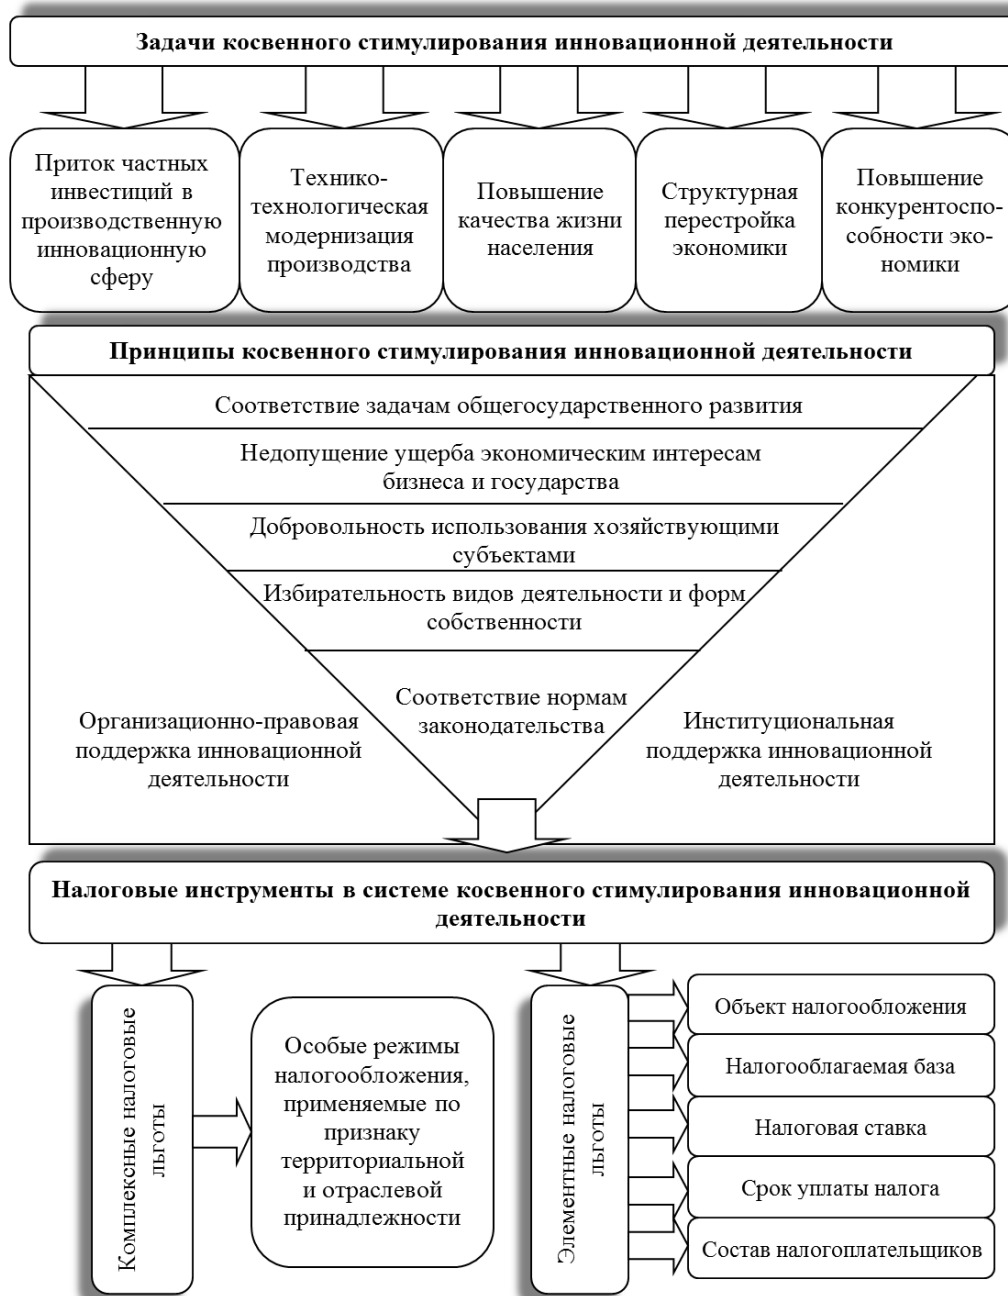 Задачи косвенного стимулирования инновационной деятельности
Приток частных
инвестиций в
производственную
инновационную
сферу
Технико-
технологическая
модернизация
производства
Повышение
качества жизни
населения
Структурная
перестройка
экономики
Повышение
конкурентоспо-
собности эко-
номики
Принципы косвенного стимулирования инновационной деятельности
Соответствие задачам общегосударственного развития
Недопущение ущерба экономическим интересам
бизнеса и государства
Добровольность использования хозяйствующими
субъектами
Избирательность видов деятельности и форм
собственности
Соответствие нормам
законодательства
Организационно-правовая
поддержка инновационной
деятельности
Институциональная
поддержка инновационной
деятельности
Налоговые инструменты в системе косвенного стимулирования инновационной
деятельности
Комплексные налоговые
льготы
Особые режимы
налогообложения,
применяемые по
признаку
территориальной
и отраслевой
принадлежности
Элементные налоговые
льготы
Объект налогообложения
Налогооблагаемая база
Налоговая ставка
Срок уплаты налога
Состав налогоплательщиков